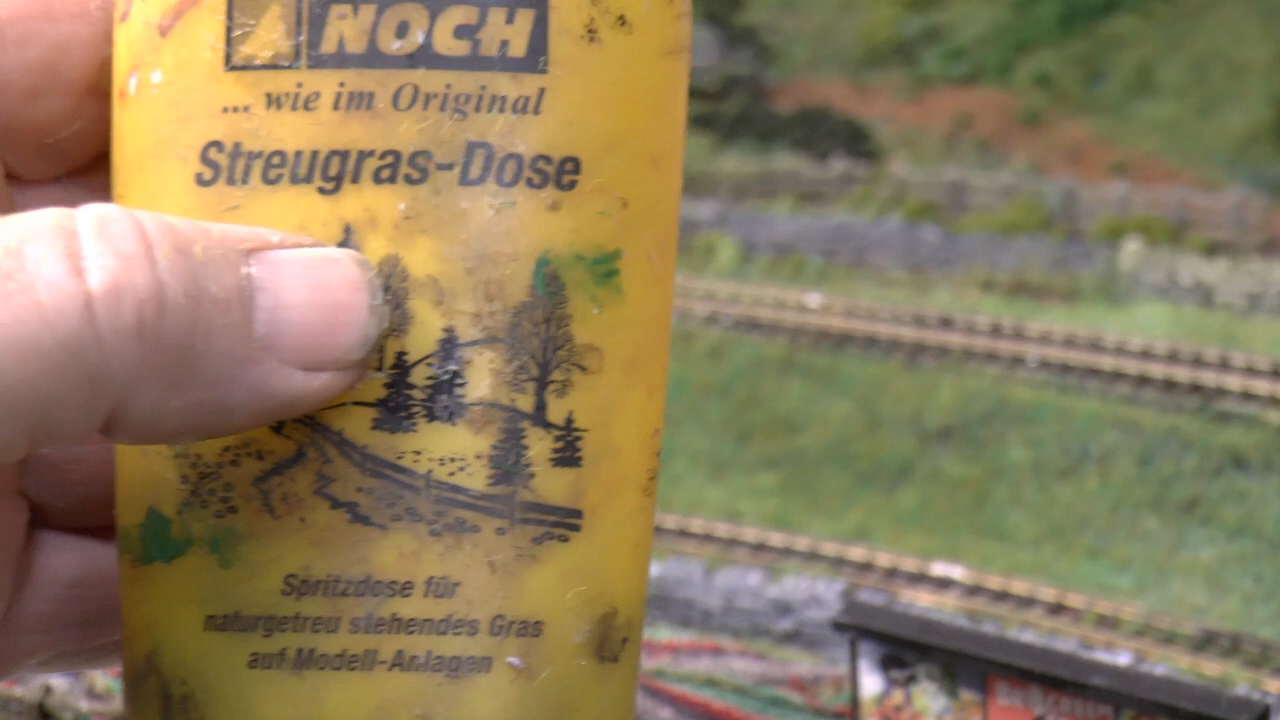 NOCH
... wie im Original
Streugras-Dose
Spritzdose für
naturgetreu stehendes Gras
auf Modell-Anlagen